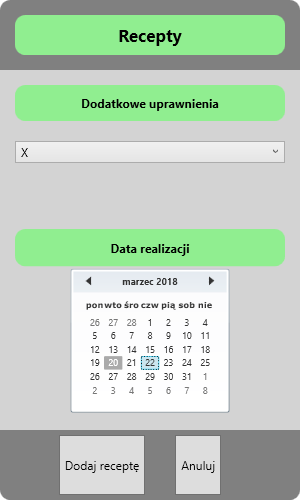 Recepty
Dodatkowe uprawnienia
X
Data realizacji
marzec 2018
pon wto śro czw pią sob nie
26 27 28 1 2 3 4
5 6 7 8 9 10 11
12 13 14 15 16 17 18
19 20 21 22 23 24 25
26 27 28 29 30 31 1
2 3 4 5 6 7 8
Dodaj receptę Anuluj